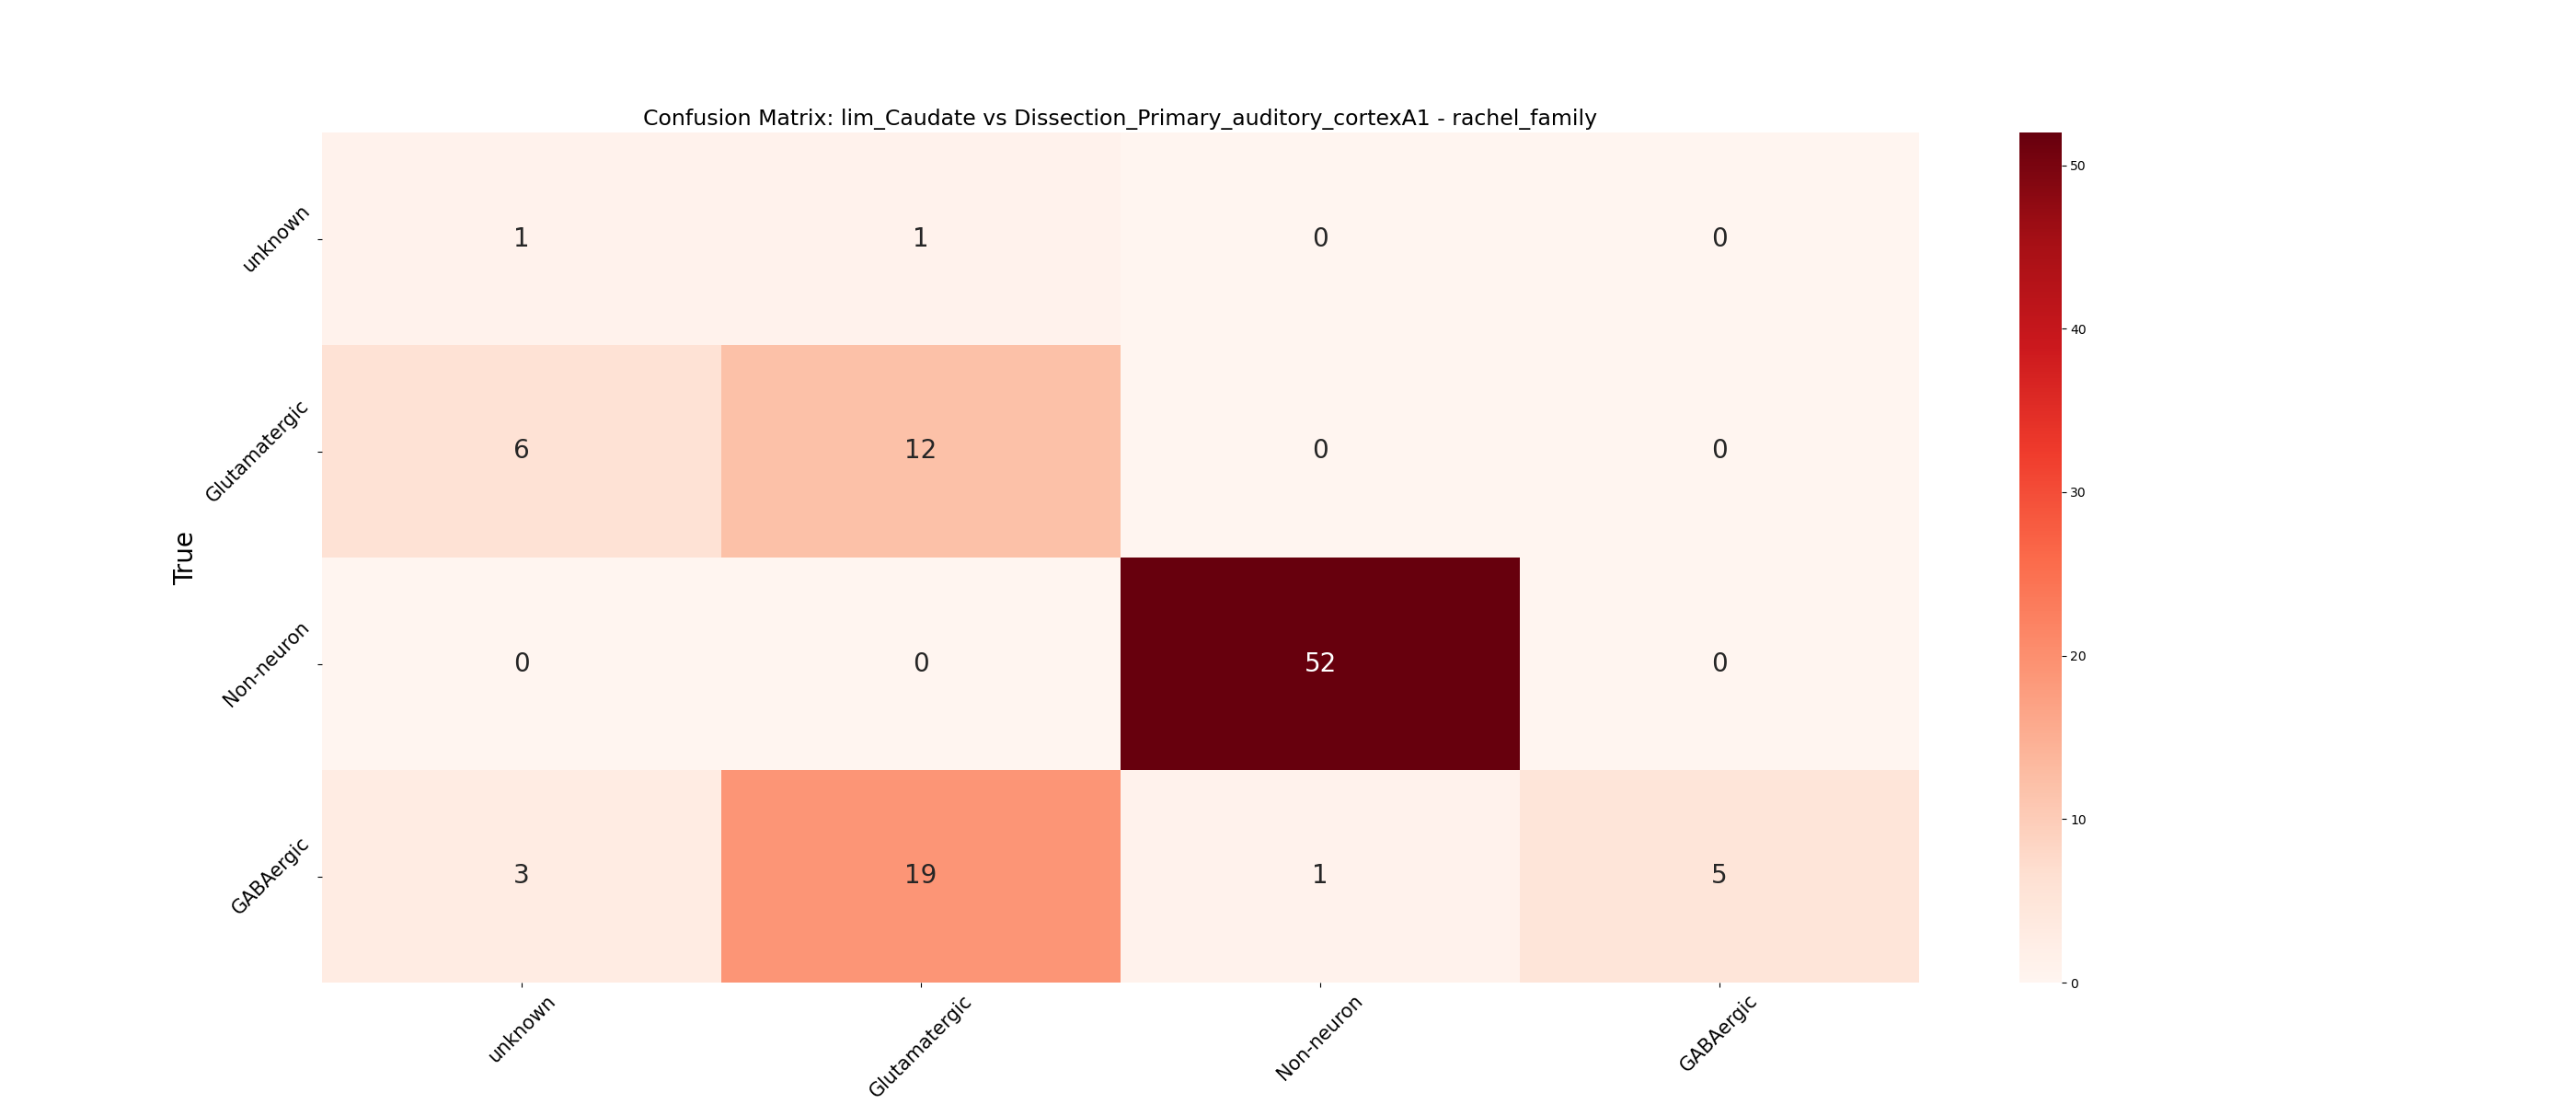 Confusion Matrix: lim_Caudate vs Dissection_Primary_auditory_cortexA1 - rachel_family
True
unknown 1 1 0 0
Glutamatergic 6 12 0 0
Non-neuron 0 0 52 0
GABAergic 3 19 1 5
unknown Glutamatergic Non-neuron GABAergic
50
40
30
20
10
0